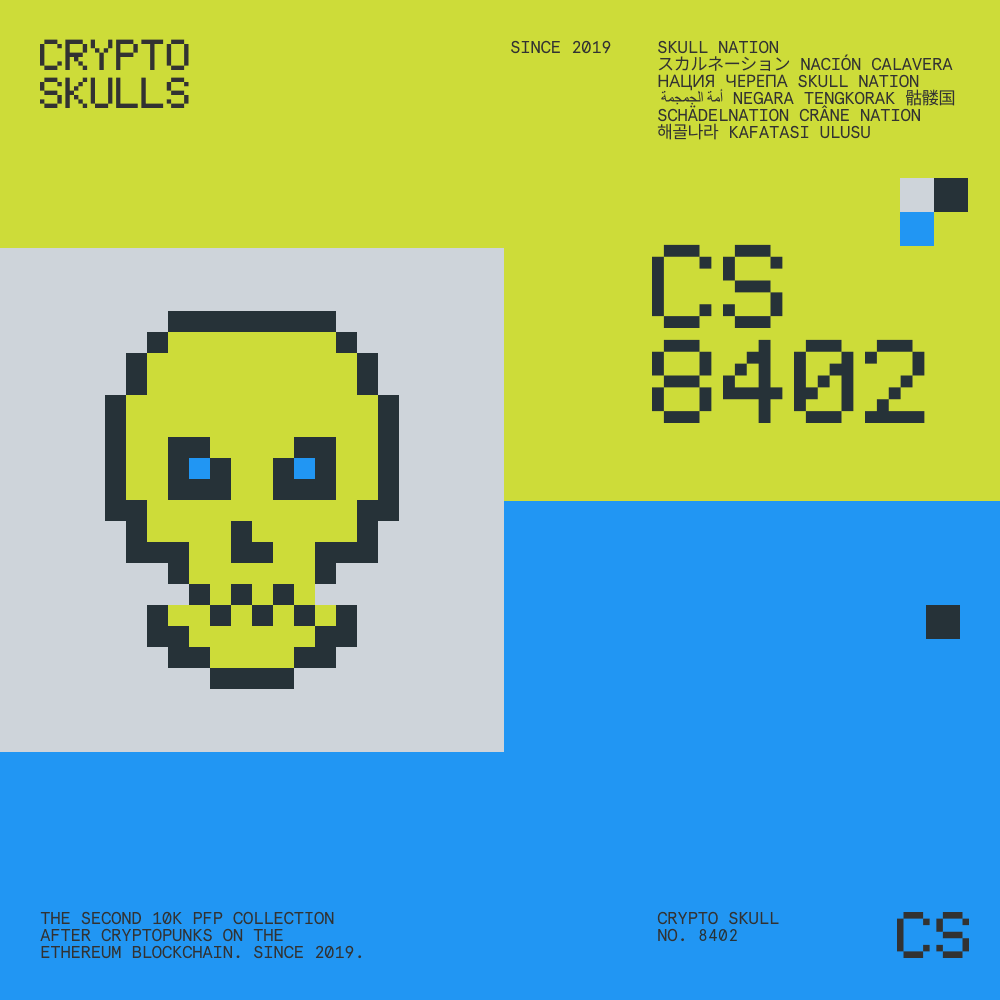 CRYPTO
SKULLS
SINCE 2019
SKULL NATION
スカルネーション NACIÓN CALAVERA
НАЦИЯ ЧЕРЕПА SKULL NATION
أمة الجمجمة NEGARA TENGKORAK 骷髅国
SCHÄDELNATION CRÂNE NATION
해골나라 KAFATASI ULUSU
CS
8402
THE SECOND 10K PFP COLLECTION
AFTER CRYPTOPUNKS ON THE
ETHEREUM BLOCKCHAIN. SINCE 2019.
CRYPTO SKULL
NO. 8402
CS